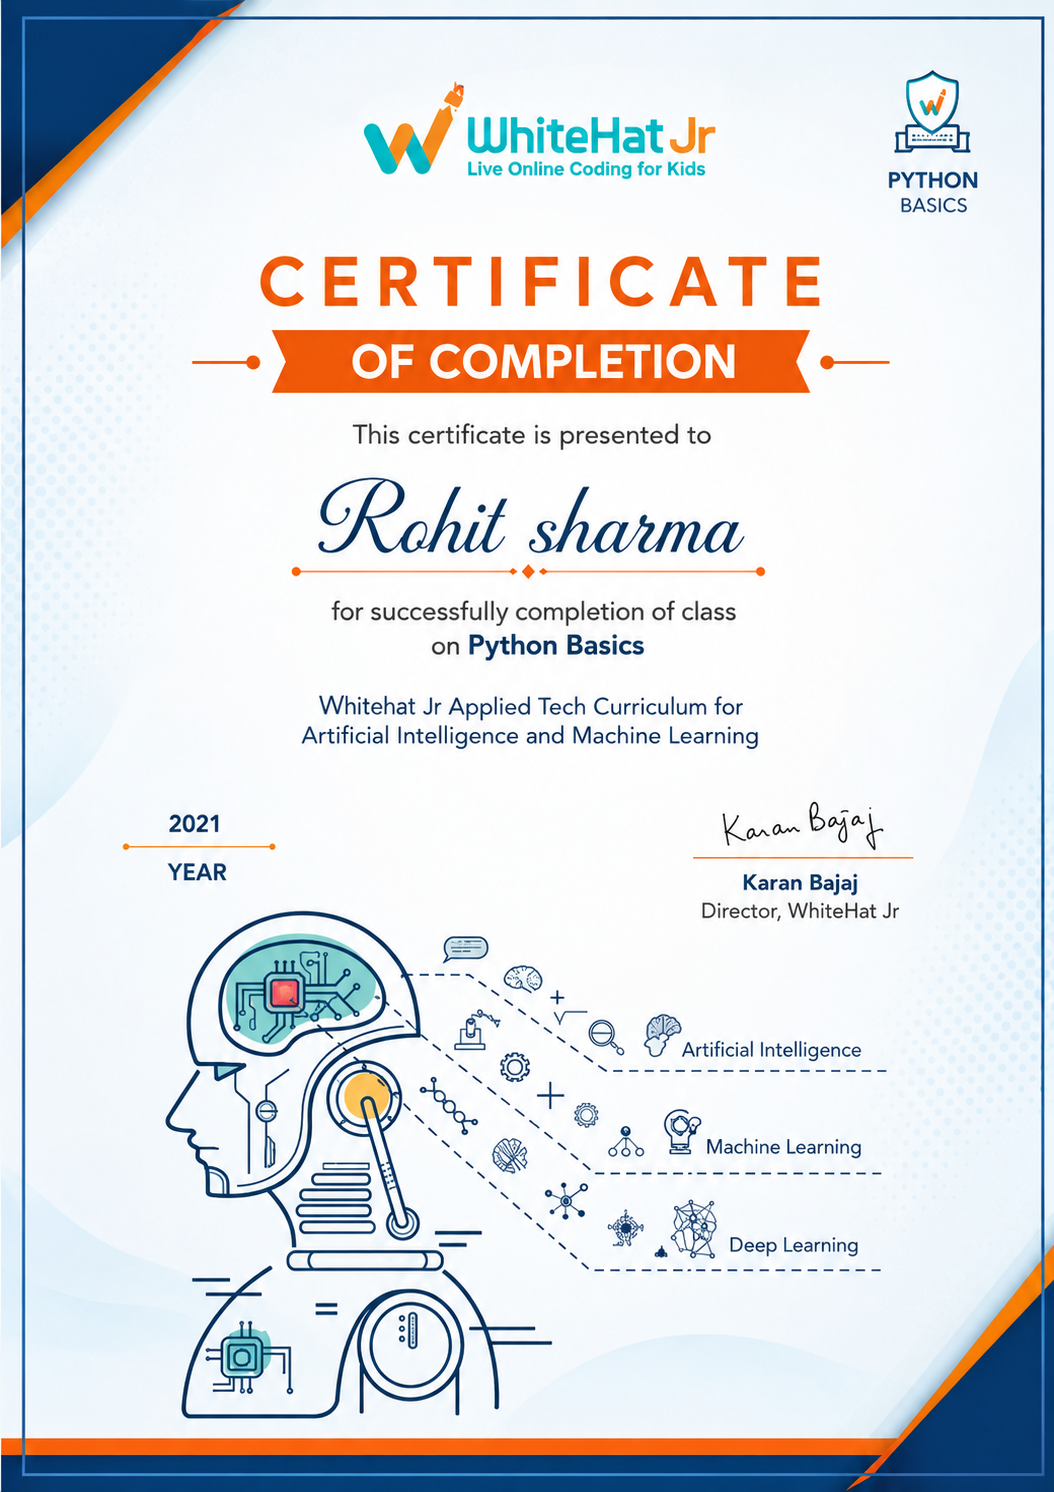 WhiteHat Jr
Live Online Coding for Kids
PYTHON
BASICS
CERTIFICATE
OF COMPLETION
This certificate is presented to
Rohit sharma
for successfully completion of class
on Python Basics
Whitehat Jr Applied Tech Curriculum for
Artificial Intelligence and Machine Learning
2021
YEAR
Karan Bajaj
Karan Bajaj
Director, WhiteHat Jr
Artificial Intelligence
Machine Learning
Deep Learning